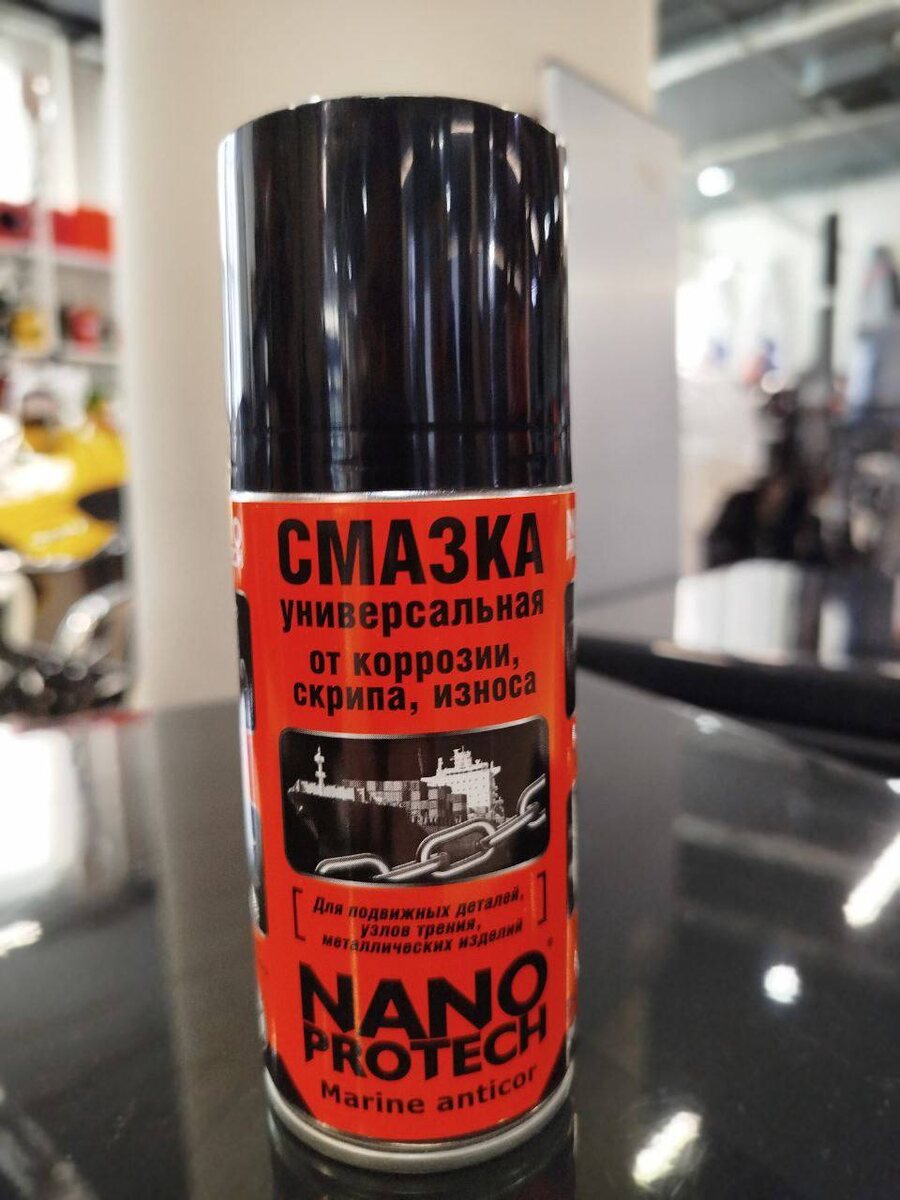 СМАЗКА
универсальная
от коррозии,
скрипа, износа
Для подвижных деталей,
узлов трения,
металлических изделий
NANO
PROTECH
Marine anticor